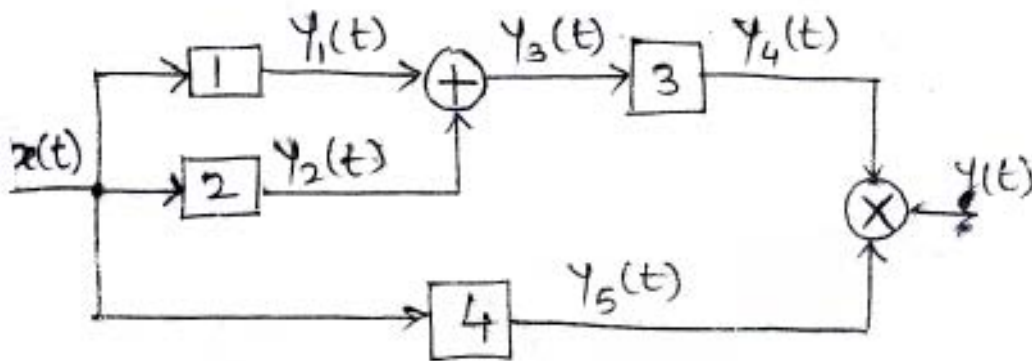 Y₁(t) Y₃(t) Y₄(t)
1 + 3
x(t) Y₂(t)
2 × y(t)
Y₅(t)
4